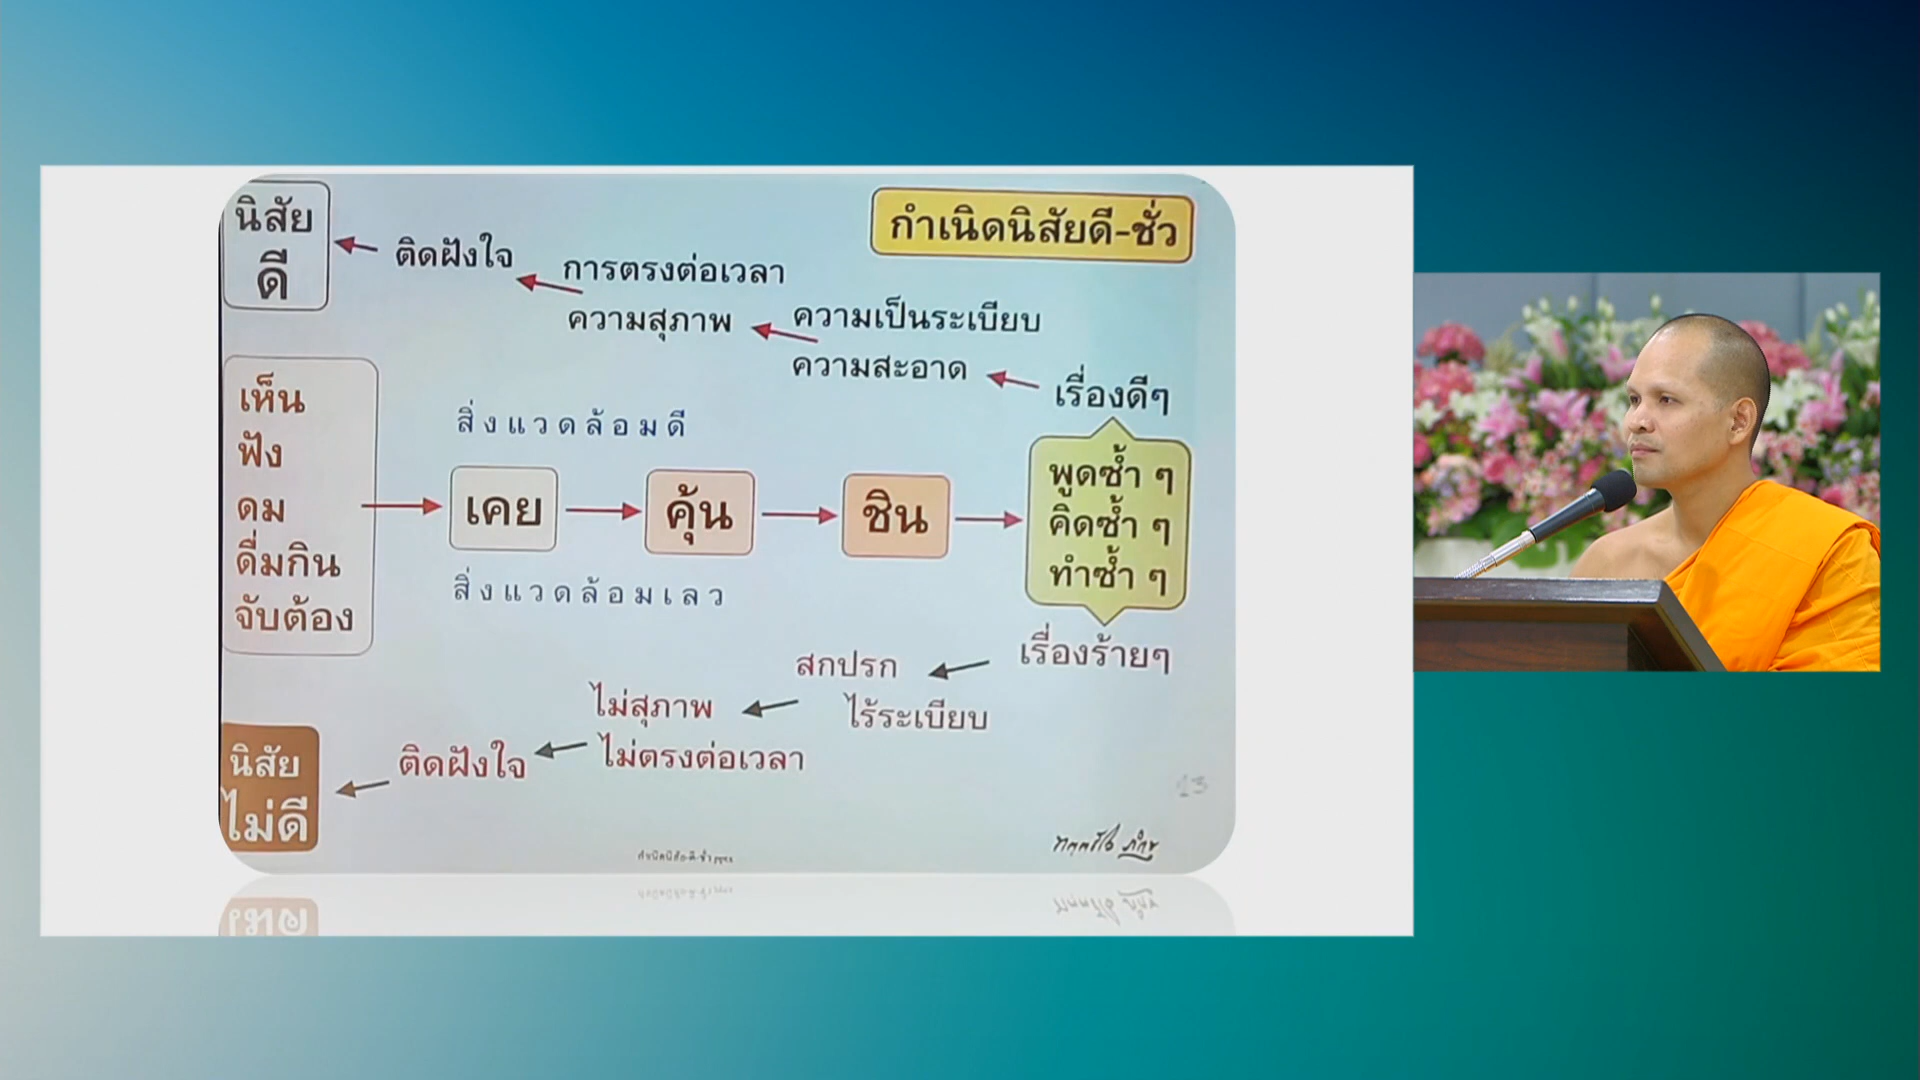 กำเนิดนิสัยดี-ชั่ว
นิสัย
ดี
ติดฝังใจ
การตรงต่อเวลา
ความสุภาพ
ความเป็นระเบียบ
ความสะอาด
เรื่องดีๆ
เห็น
ฟัง
ดม
ดื่มกิน
จับต้อง
สิ่งแวดล้อมดี
เคย
คุ้น
ชิน
สิ่งแวดล้อมเลว
พูดซ้ำ ๆ
คิดซ้ำ ๆ
ทำซ้ำ ๆ
เรื่องร้ายๆ
สกปรก
ไร้ระเบียบ
ไม่สุภาพ
ไม่ตรงต่อเวลา
ติดฝังใจ
นิสัย
ไม่ดี
13